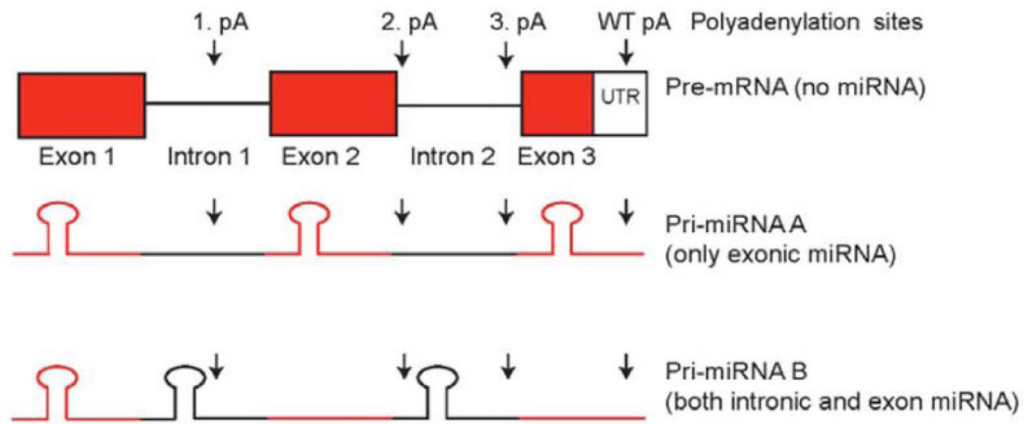 1. pA 2. pA 3. pA WT pA Polyadenylation sites
UTR Pre-mRNA (no miRNA)
Exon 1 Intron 1 Exon 2 Intron 2 Exon 3
Pri-miRNA A
(only exonic miRNA)
Pri-miRNA B
(both intronic and exon miRNA)